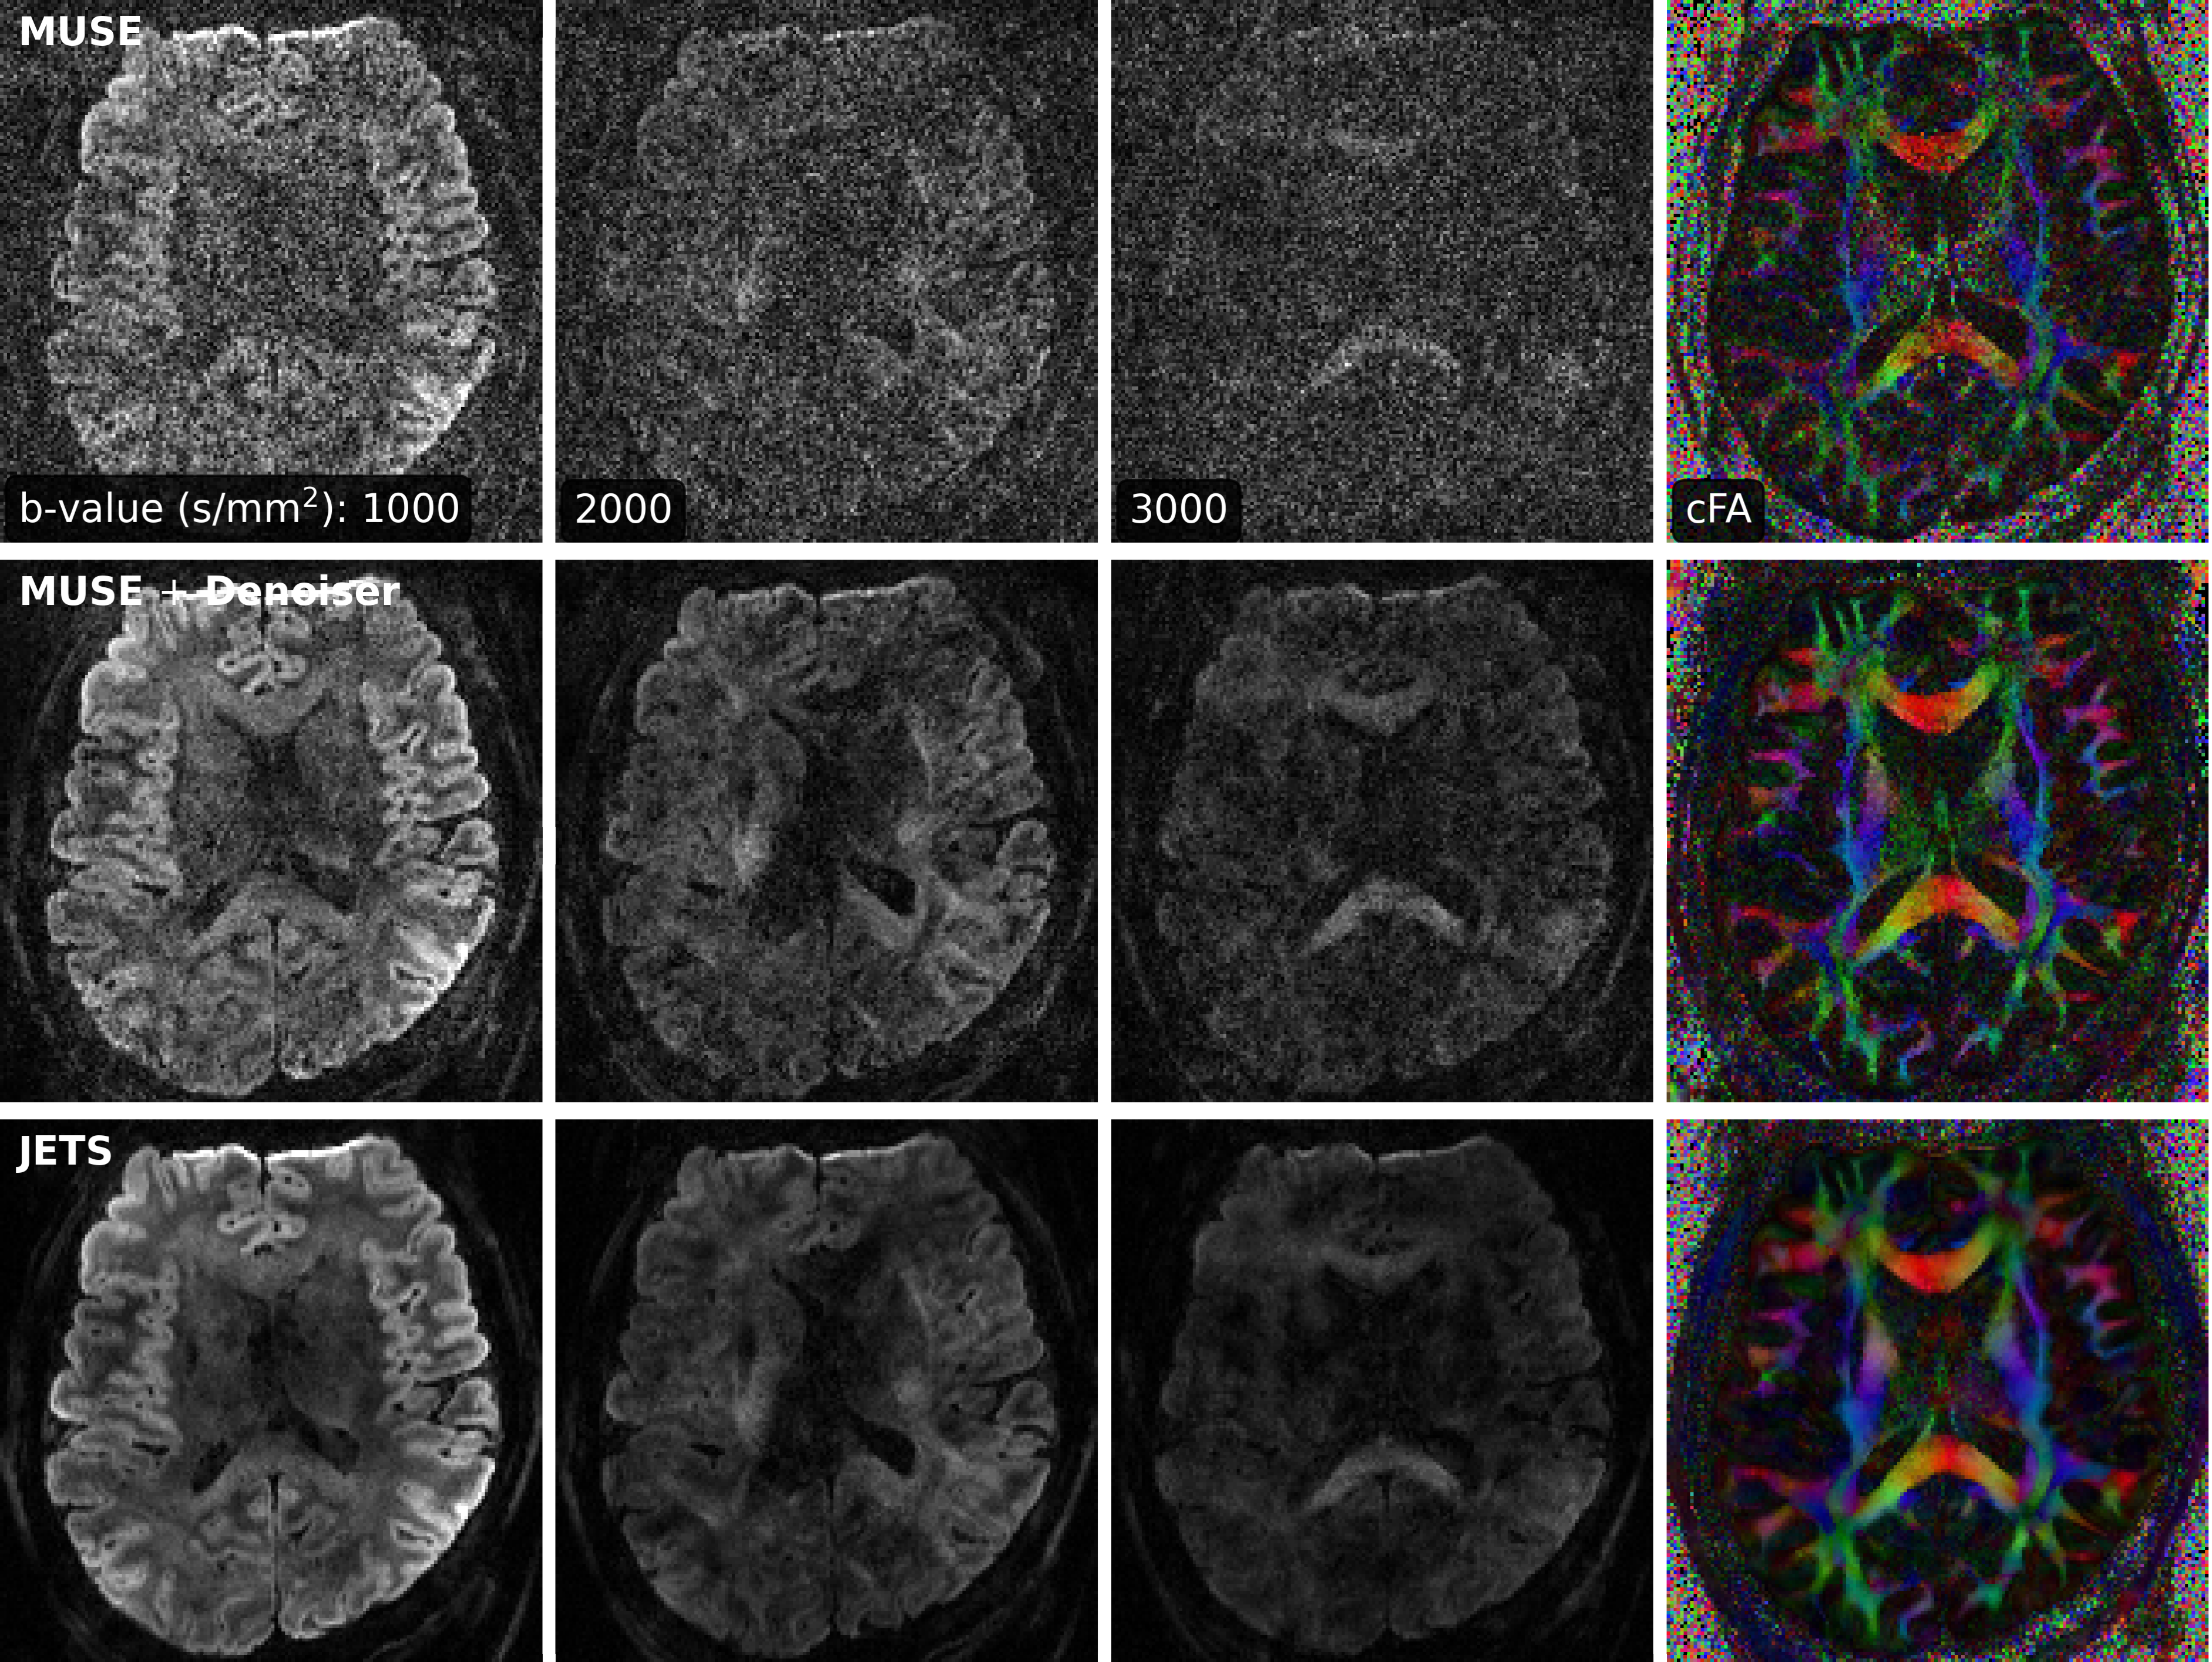 MUSE
b-value (s/mm²): 1000
2000
3000
cFA
MUSE + Denoiser
JETS